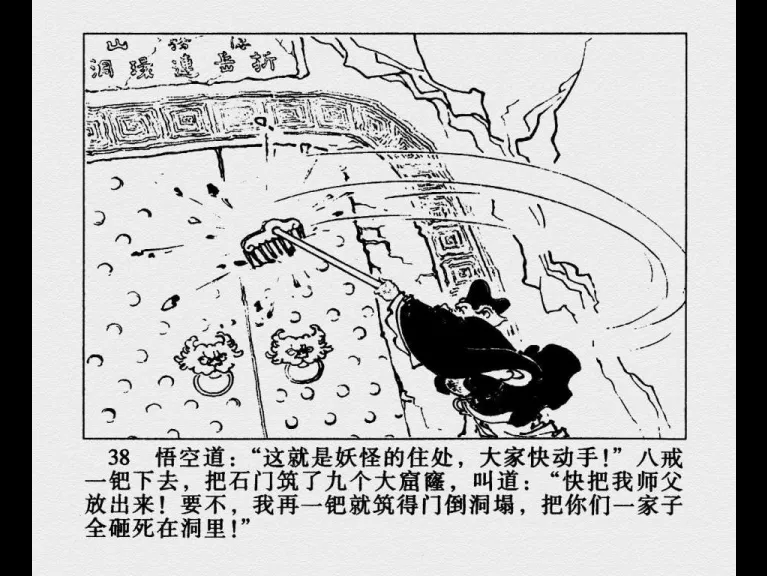 山
折岳連環洞
38 悟空道：“这就是妖怪的住处，大家快动手！”八戒
一钯下去，把石门筑了九个大窟窿，叫道：“快把我师父
放出来！要不，我再一钯就筑得门倒洞塌，把你们一家子
全砸死在洞里！”